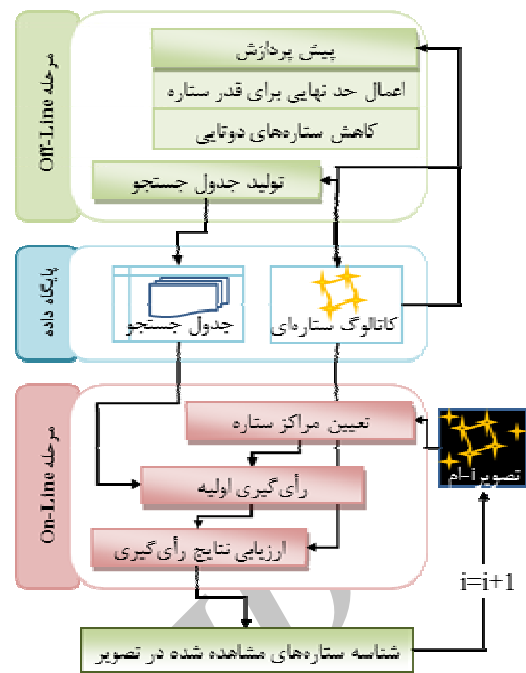 مرحله Off-Line
پیش پردازش
اعمال حد نهایی برای قدر ستاره
کاهش ستاره‌های دوتایی
تولید جدول جستجو
پایگاه داده
جدول جستجو
کاتالوگ ستاره‌ای
مرحله On-Line
تعیین مراکز ستاره
تصویر i-ام
رأی‌گیری اولیه
ارزیابی نتایج رأی‌گیری
i=i+1
شناسه ستاره‌های مشاهده شده در تصویر